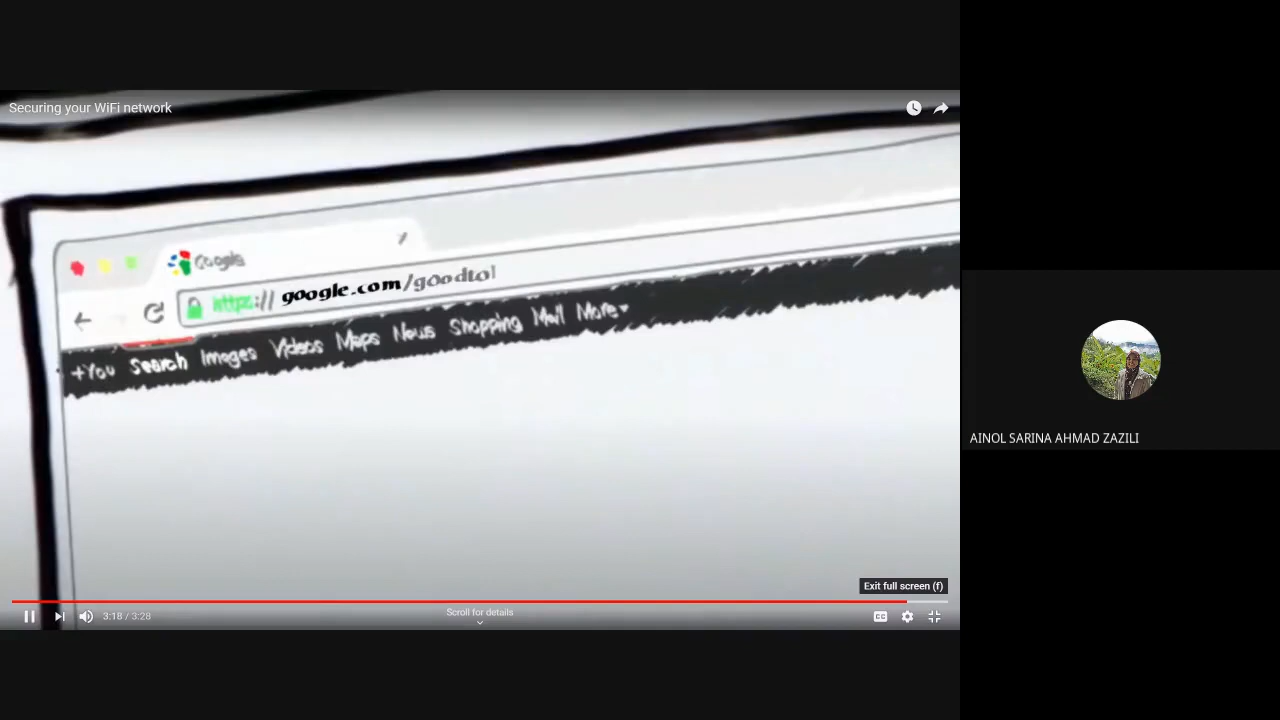 Securing your WiFi network
Google
https:// google.com/goodtol
+You Search Images Videos Maps News Shopping Mail More
Exit full screen (f)
3:18 / 3:28
Scroll for details
CC
AINOL SARINA AHMAD ZAZILI